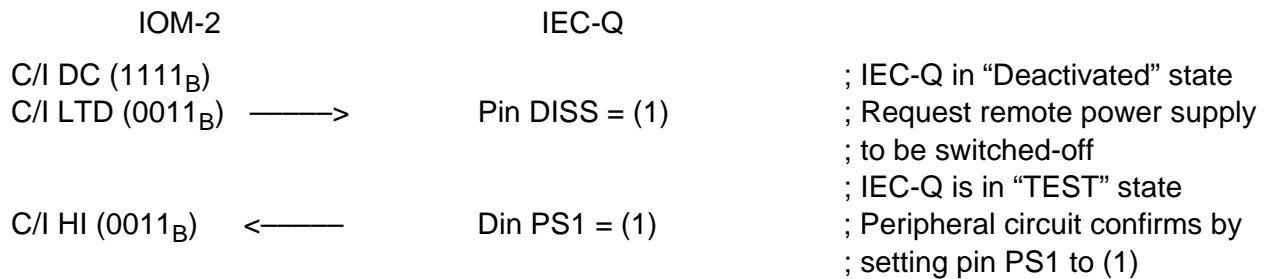 IOM-2 IEC-Q
C/I DC (1111B) ; IEC-Q in “Deactivated” state
C/I LTD (0011B) ––––––> Pin DISS = (1) ; Request remote power supply
; to be switched-off
; IEC-Q is in “TEST” state
C/I HI (0011B) <–––––– Din PS1 = (1) ; Peripheral circuit confirms by
; setting pin PS1 to (1)